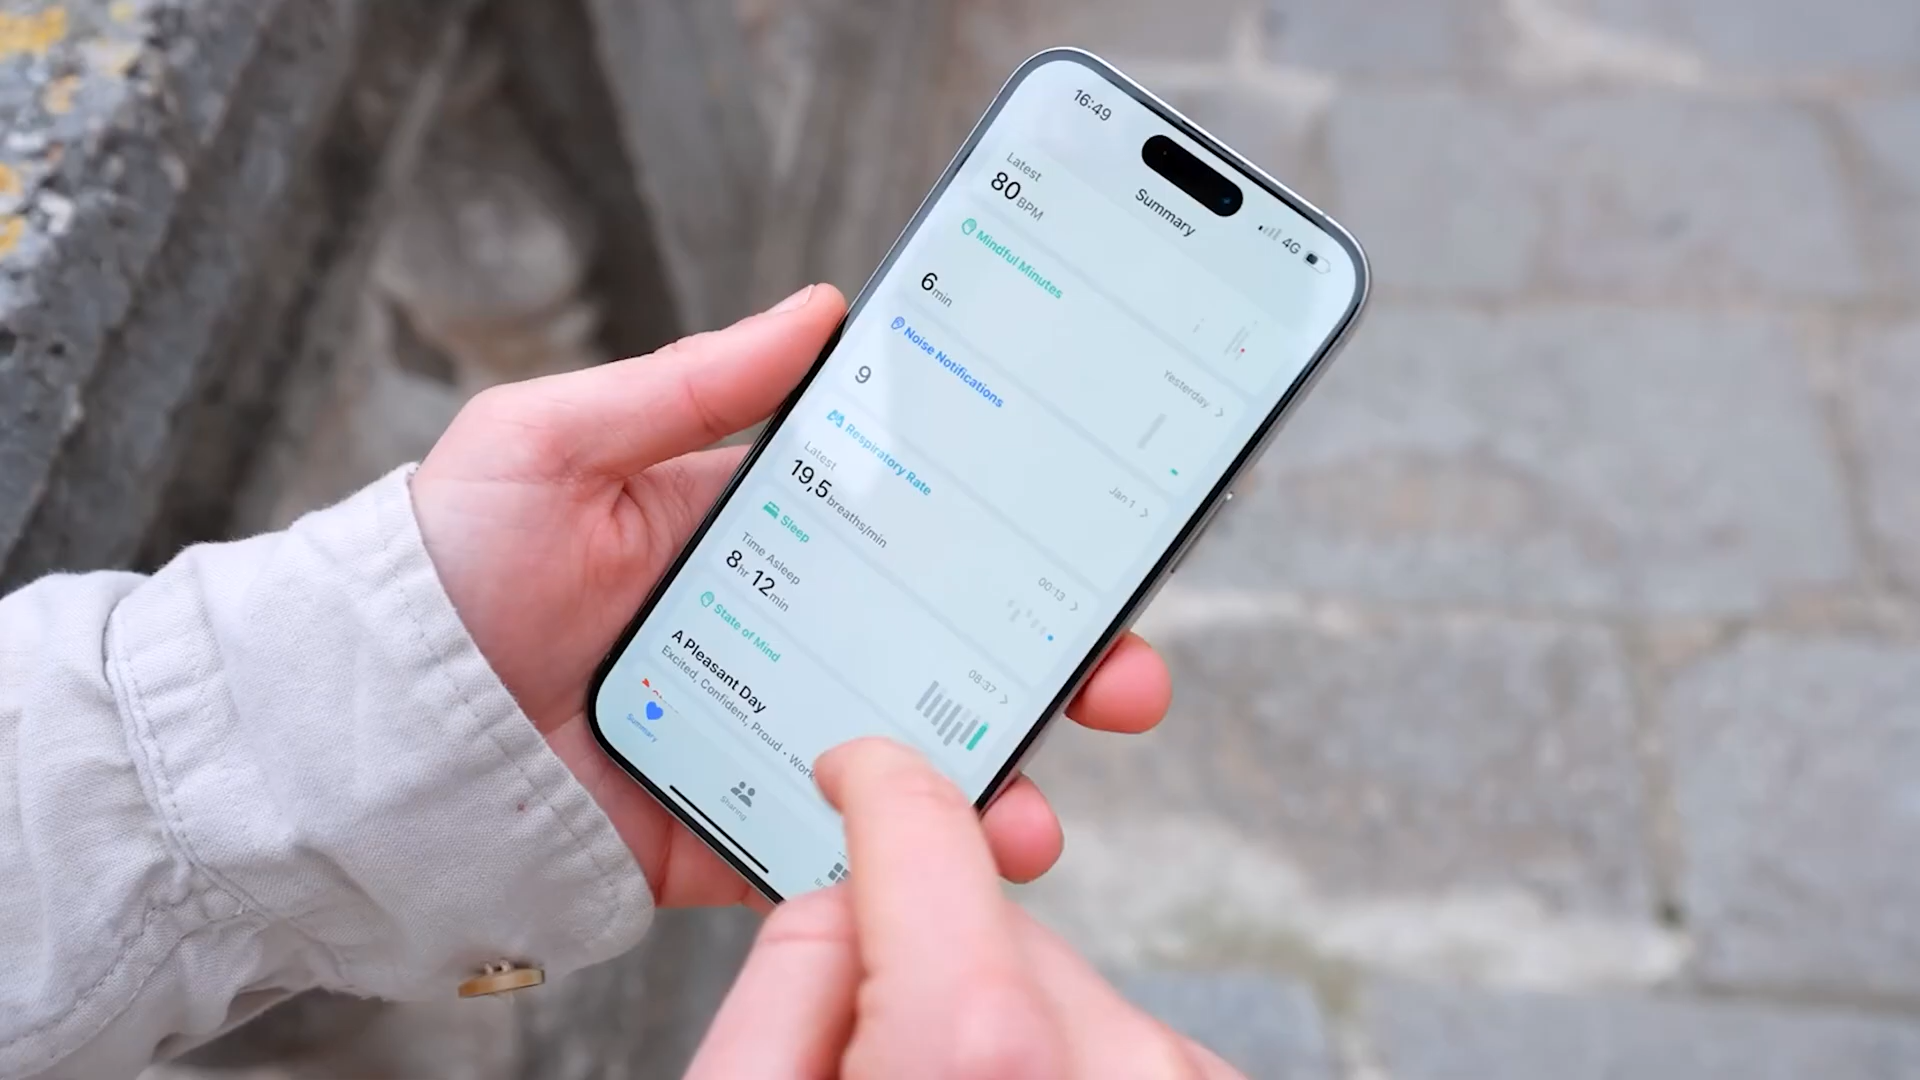 16:49
4G
Summary
Latest
80 BPM
Mindful Minutes
Yesterday
6 min
Noise Notifications
Jan 1
9
Respiratory Rate
00:13
Latest
19,5 breaths/min
Sleep
08:37
Time Asleep
8 hr 12 min
State of Mind
A Pleasant Day
Excited, Confident, Proud • Work
Summary
Sharing